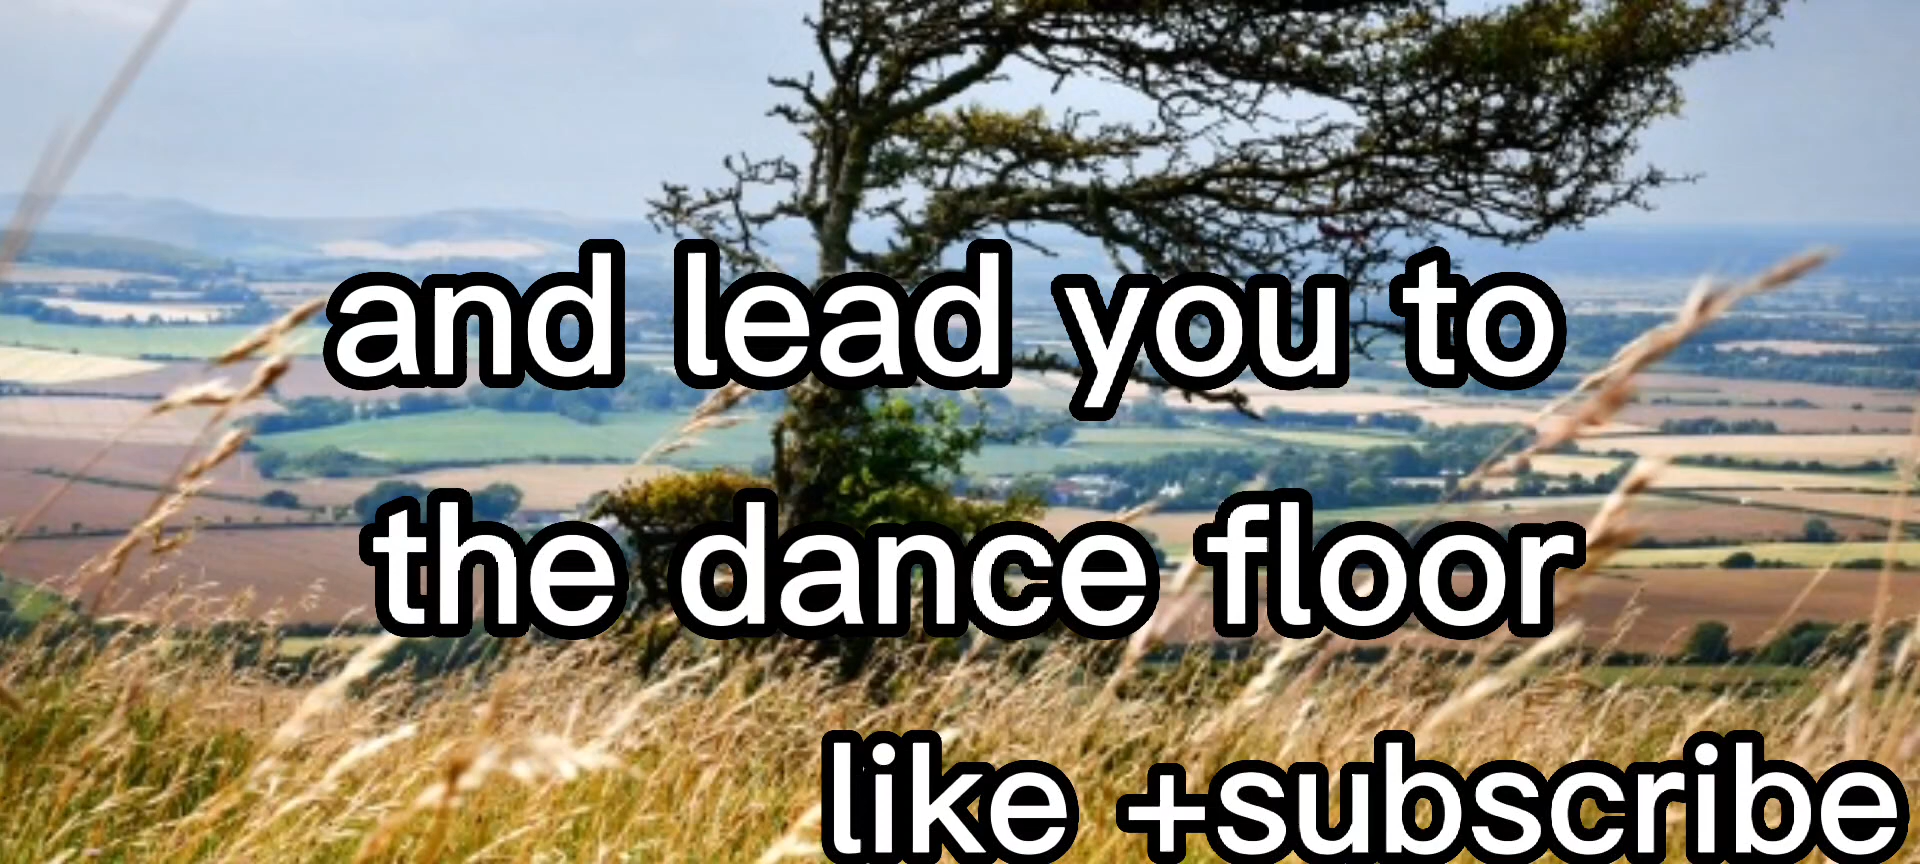 and lead you to
the dance floor
like +subscribe